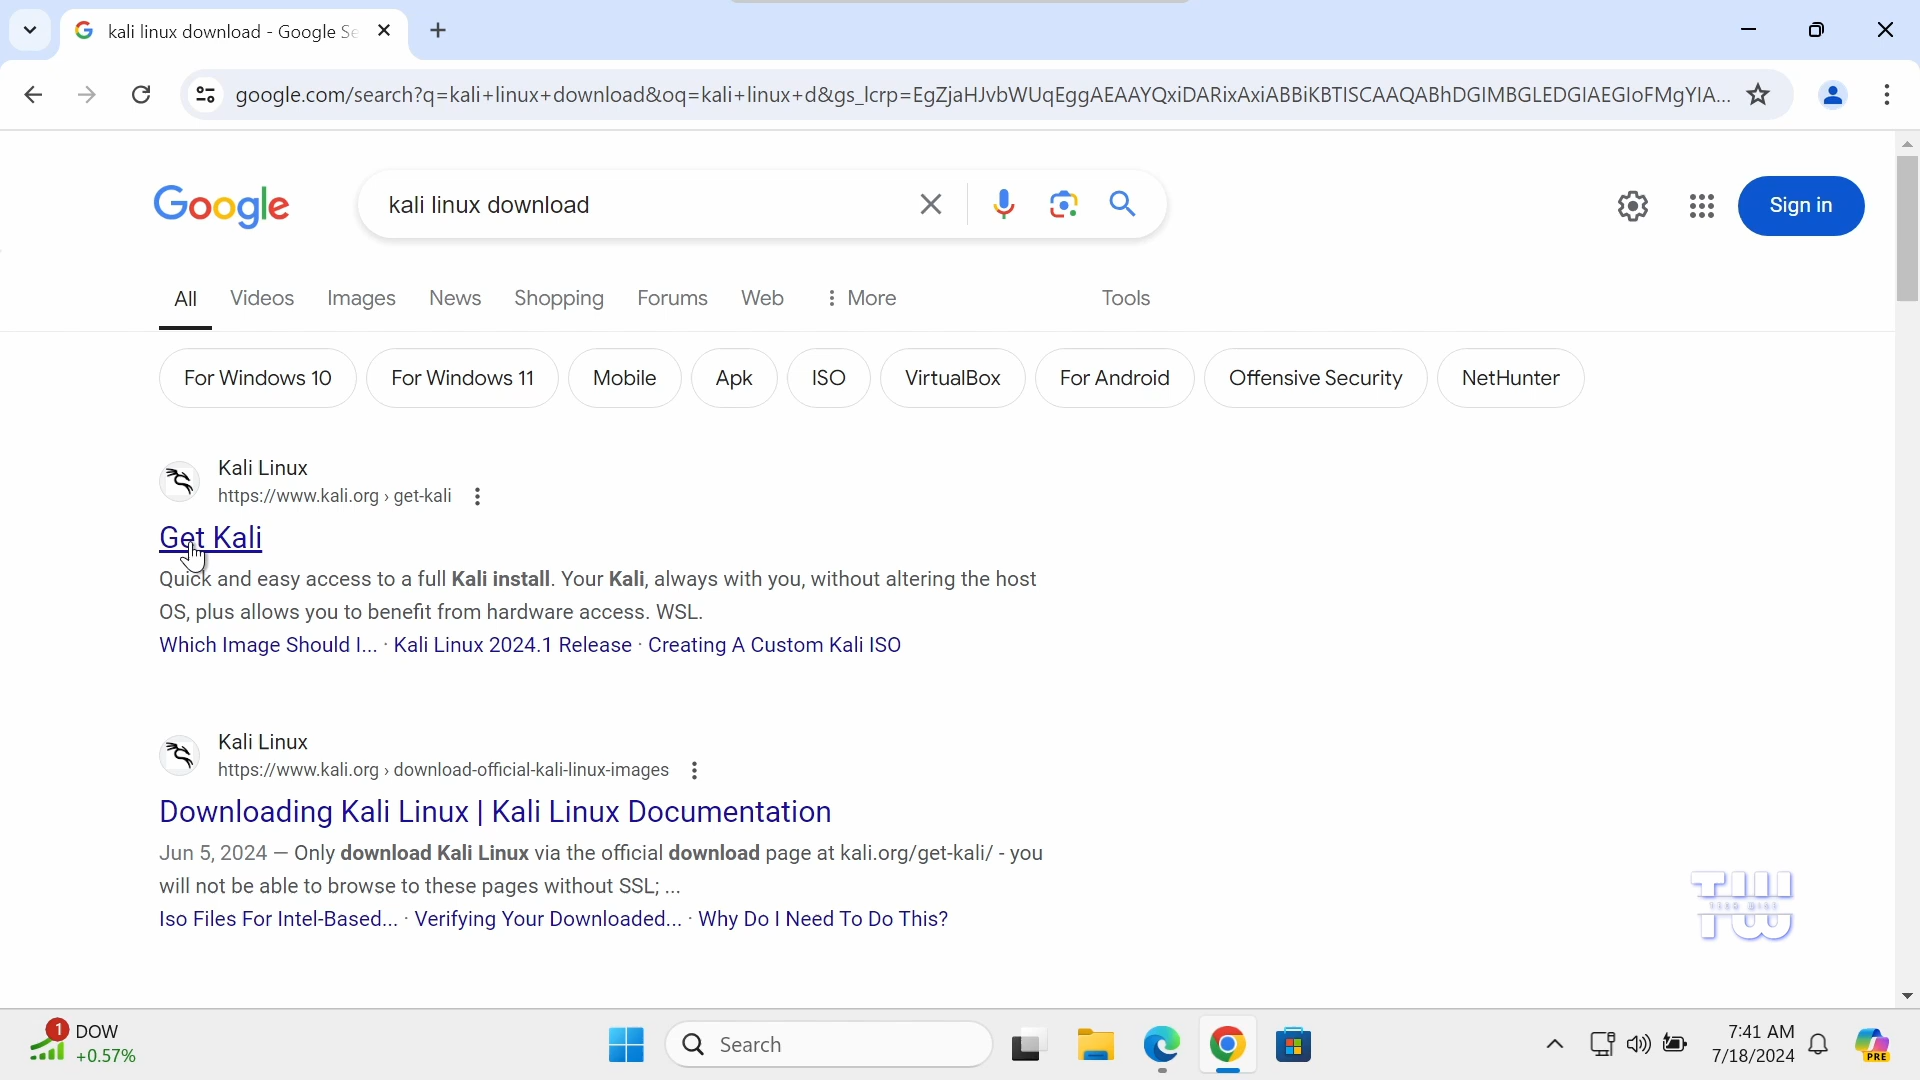 kali linux download - Google Se
google.com/search?q=kali+linux+download&oq=kali+linux+d&gs_lcrp=EgZjaHJvbWUqEggAEAAYQxiDARixAxiABBiKBTISCAAQABhDGIMBGLEDGIAEGIoFMgYIA...
Google
kali linux download
Sign in
All Videos Images News Shopping Forums Web More Tools
For Windows 10 For Windows 11 Mobile Apk ISO VirtualBox For Android Offensive Security NetHunter
Kali Linux
https://www.kali.org › get-kali
Get Kali
Quick and easy access to a full Kali install. Your Kali, always with you, without altering the host
OS, plus allows you to benefit from hardware access. WSL.
Which Image Should I... · Kali Linux 2024.1 Release · Creating A Custom Kali ISO
Kali Linux
https://www.kali.org › download-official-kali-linux-images
Downloading Kali Linux | Kali Linux Documentation
Jun 5, 2024 — Only download Kali Linux via the official download page at kali.org/get-kali/ - you
will not be able to browse to these pages without SSL; ...
Iso Files For Intel-Based... · Verifying Your Downloaded... · Why Do I Need To Do This?
1
DOW
+0.57%
Search
7:41 AM
7/18/2024
PRE